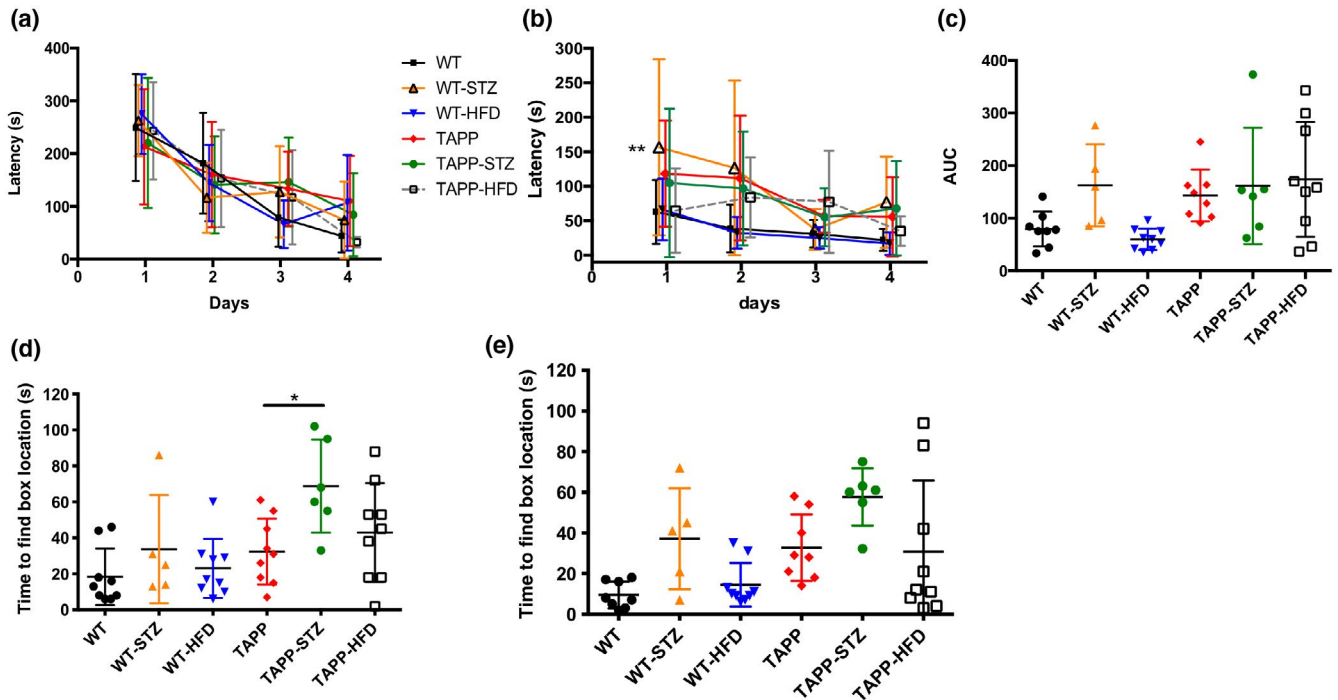 (a)
Latency (s)
400
300
200
100
0
0
1
2
3
4
Days
WT
WT-STZ
WT-HFD
TAPP
TAPP-STZ
TAPP-HFD
(b)
Latency (s)
300
250
200
150
100
50
0
**
0
1
2
3
4
days
(c)
AUC
400
300
200
100
0
WT
WT-STZ
WT-HFD
TAPP
TAPP-STZ
TAPP-HFD
(d)
Time to find box location (s)
120
100
80
60
40
20
0
*
WT
WT-STZ
WT-HFD
TAPP
TAPP-STZ
TAPP-HFD
(e)
Time to find box location (s)
120
100
80
60
40
20
0
WT
WT-STZ
WT-HFD
TAPP
TAPP-STZ
TAPP-HFD